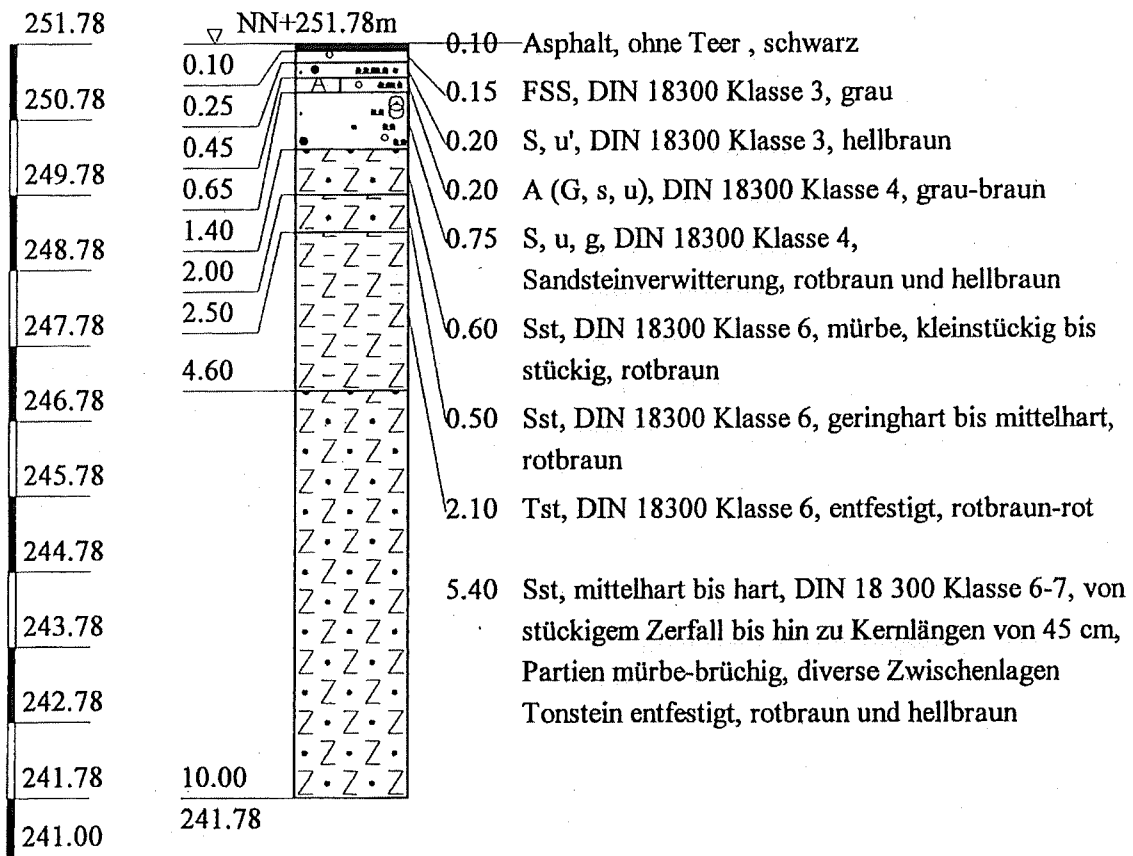 251.78
250.78
249.78
248.78
247.78
246.78
245.78
244.78
243.78
242.78
241.78
241.00
NN+251.78m
0.10
0.25
0.45
0.65
1.40
2.00
2.50
4.60
10.00
241.78
A
0.10 Asphalt, ohne Teer , schwarz
0.15 FSS, DIN 18300 Klasse 3, grau
0.20 S, u', DIN 18300 Klasse 3, hellbraun
0.20 A (G, s, u), DIN 18300 Klasse 4, grau-braun
0.75 S, u, g, DIN 18300 Klasse 4,
Sandsteinverwitterung, rotbraun und hellbraun
0.60 Sst, DIN 18300 Klasse 6, mürbe, kleinstückig bis
stückig, rotbraun
0.50 Sst, DIN 18300 Klasse 6, geringhart bis mittelhart,
rotbraun
2.10 Tst, DIN 18300 Klasse 6, entfestigt, rotbraun-rot
5.40 Sst, mittelhart bis hart, DIN 18 300 Klasse 6-7, von
stückigem Zerfall bis hin zu Kernlängen von 45 cm,
Partien mürbe-brüchig, diverse Zwischenlagen
Tonstein entfestigt, rotbraun und hellbraun